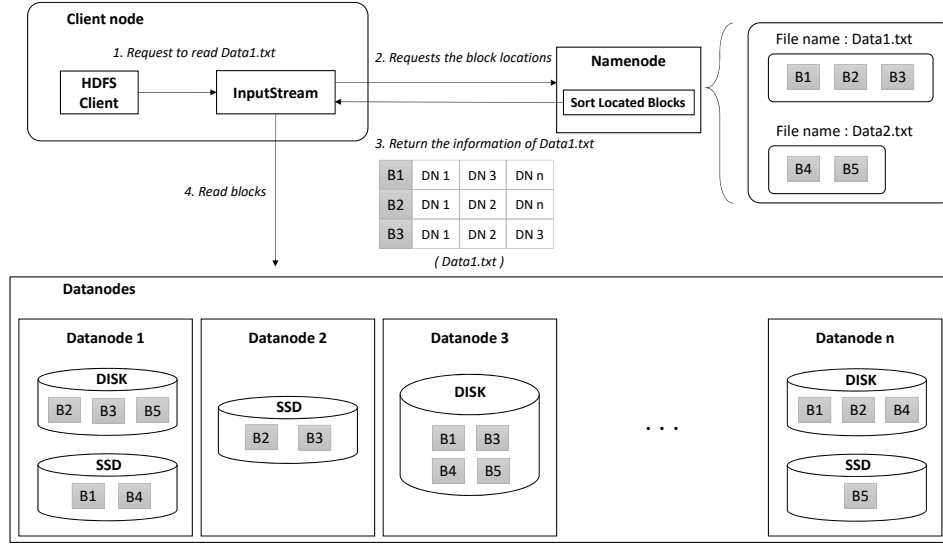 Client node
1. Request to read Data1.txt
HDFS
Client
InputStream
2. Requests the block locations
Namenode
Sort Located Blocks
File name : Data1.txt
B1 B2 B3
File name : Data2.txt
B4 B5
3. Return the information of Data1.txt
B1 DN 1 DN 3 DN n
B2 DN 1 DN 2 DN n
B3 DN 1 DN 2 DN 3
( Data1.txt )
4. Read blocks
Datanodes
Datanode 1
DISK
B2 B3 B5
SSD
B1 B4
Datanode 2
SSD
B2 B3
Datanode 3
DISK
B1 B3
B4 B5
. . .
Datanode n
DISK
B1 B2 B4
SSD
B5